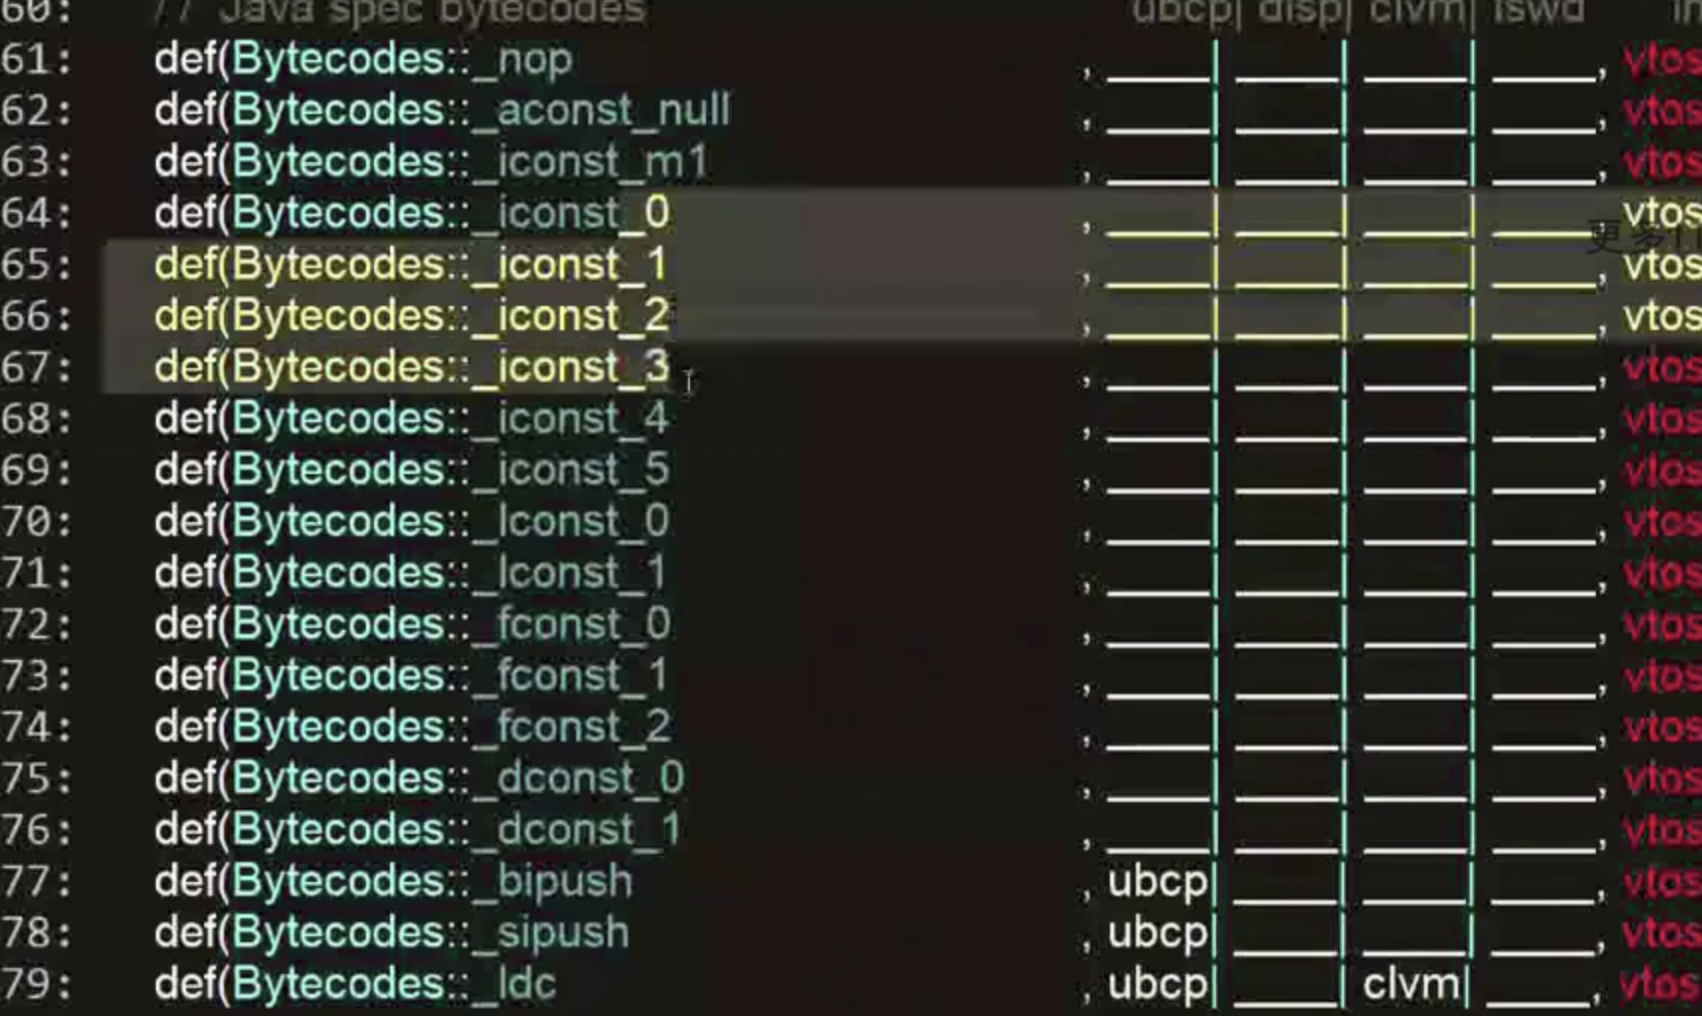 60: // Java spec bytecodes ubcp| disp| clvm| iswd in
61: def(Bytecodes::_nop , ____|____|____|____, vtos
62: def(Bytecodes::_aconst_null , ____|____|____|____, vtos
63: def(Bytecodes::_iconst_m1 , ____|____|____|____, vtos
64: def(Bytecodes::_iconst_0 , ____|____|____|____, vtos
更多
65: def(Bytecodes::_iconst_1 , ____|____|____|____, vtos
66: def(Bytecodes::_iconst_2 , ____|____|____|____, vtos
67: def(Bytecodes::_iconst_3 , ____|____|____|____, vtos
68: def(Bytecodes::_iconst_4 , ____|____|____|____, vtos
69: def(Bytecodes::_iconst_5 , ____|____|____|____, vtos
70: def(Bytecodes::_lconst_0 , ____|____|____|____, vtos
71: def(Bytecodes::_lconst_1 , ____|____|____|____, vtos
72: def(Bytecodes::_fconst_0 , ____|____|____|____, vtos
73: def(Bytecodes::_fconst_1 , ____|____|____|____, vtos
74: def(Bytecodes::_fconst_2 , ____|____|____|____, vtos
75: def(Bytecodes::_dconst_0 , ____|____|____|____, vtos
76: def(Bytecodes::_dconst_1 , ____|____|____|____, vtos
77: def(Bytecodes::_bipush , ubcp|____|____|____, vtos
78: def(Bytecodes::_sipush , ubcp|____|____|____, vtos
79: def(Bytecodes::_ldc , ubcp|____|clvm|____, vtos